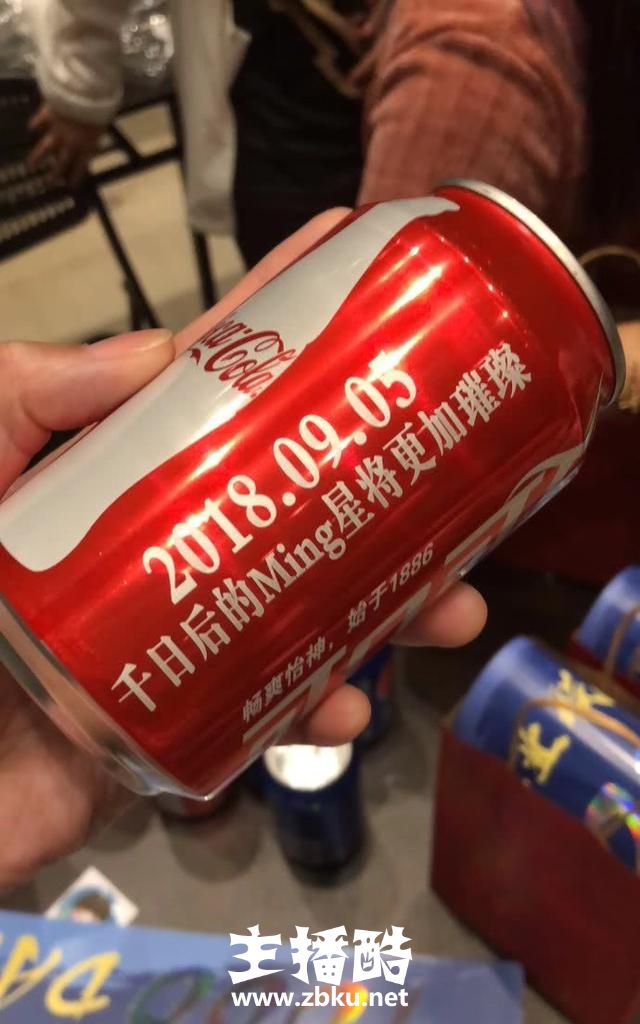 Coca-Cola
2018.09.05
千日后的Ming星将更加璀璨
畅爽怡神，始于1886
DA
主播酷
www.zbku.net